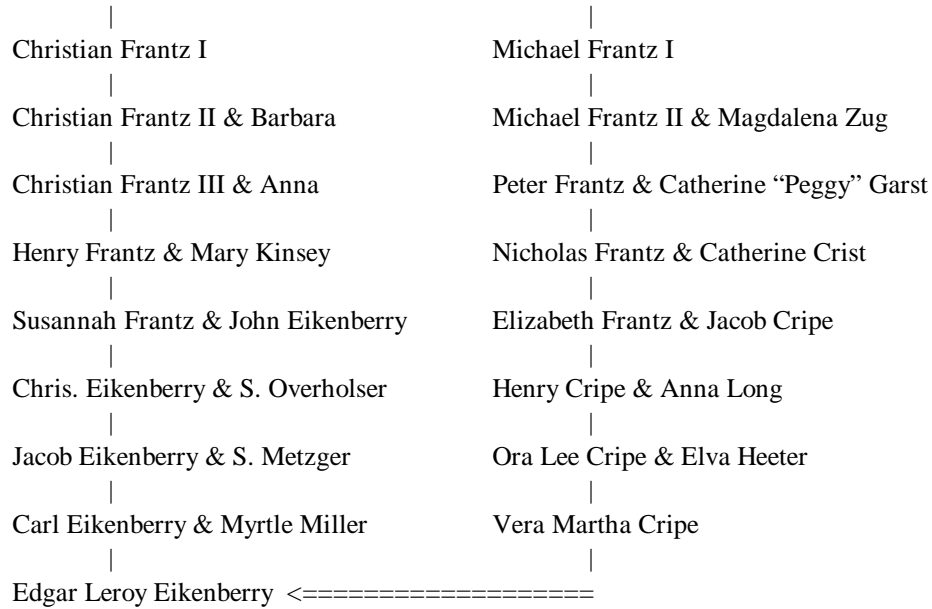 | |
Christian Frantz I Michael Frantz I
| |
Christian Frantz II & Barbara Michael Frantz II & Magdalena Zug
| |
Christian Frantz III & Anna Peter Frantz & Catherine “Peggy” Garst
| |
Henry Frantz & Mary Kinsey Nicholas Frantz & Catherine Crist
| |
Susannah Frantz & John Eikenberry Elizabeth Frantz & Jacob Cripe
| |
Chris. Eikenberry & S. Overholser Henry Cripe & Anna Long
| |
Jacob Eikenberry & S. Metzger Ora Lee Cripe & Elva Heeter
| |
Carl Eikenberry & Myrtle Miller Vera Martha Cripe
| |
Edgar Leroy Eikenberry <===================